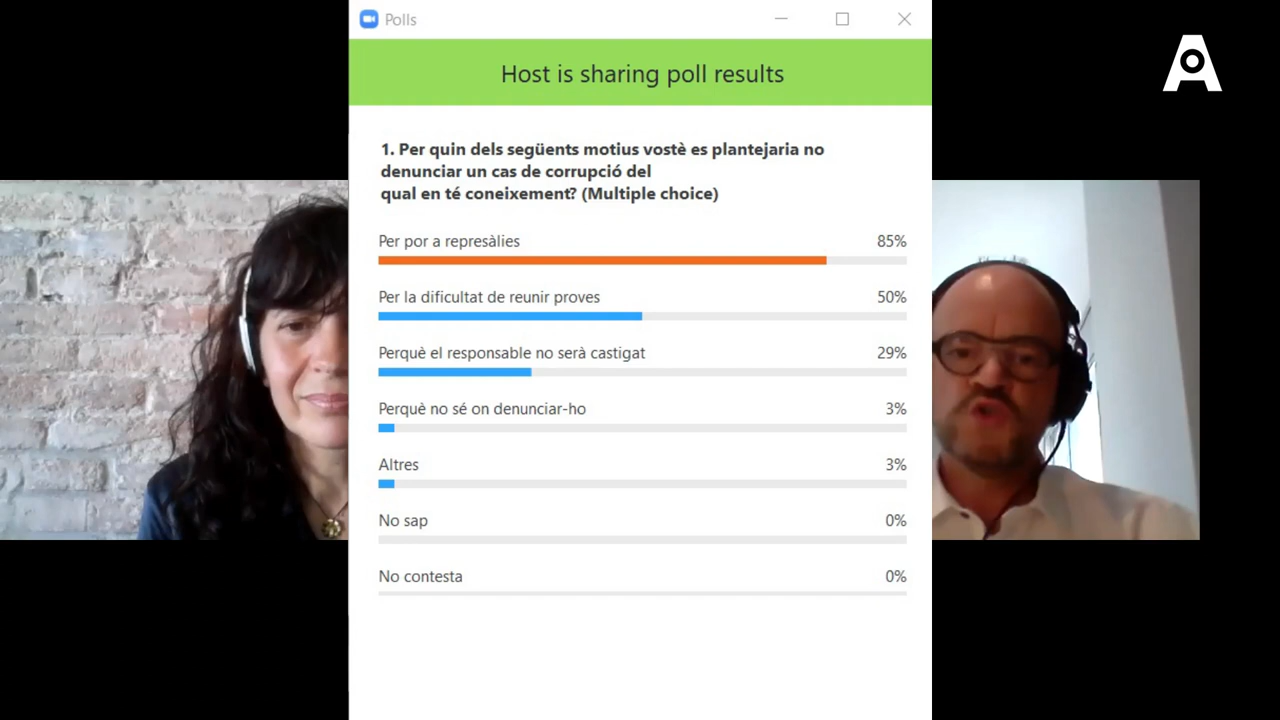 Polls
Host is sharing poll results
1. Per quin dels següents motius vostè es plantejaria no
denunciar un cas de corrupció del
qual en té coneixement? (Multiple choice)
Per por a represàlies 85%
Per la dificultat de reunir proves 50%
Perquè el responsable no serà castigat 29%
Perquè no sé on denunciar-ho 3%
Altres 3%
No sap 0%
No contesta 0%